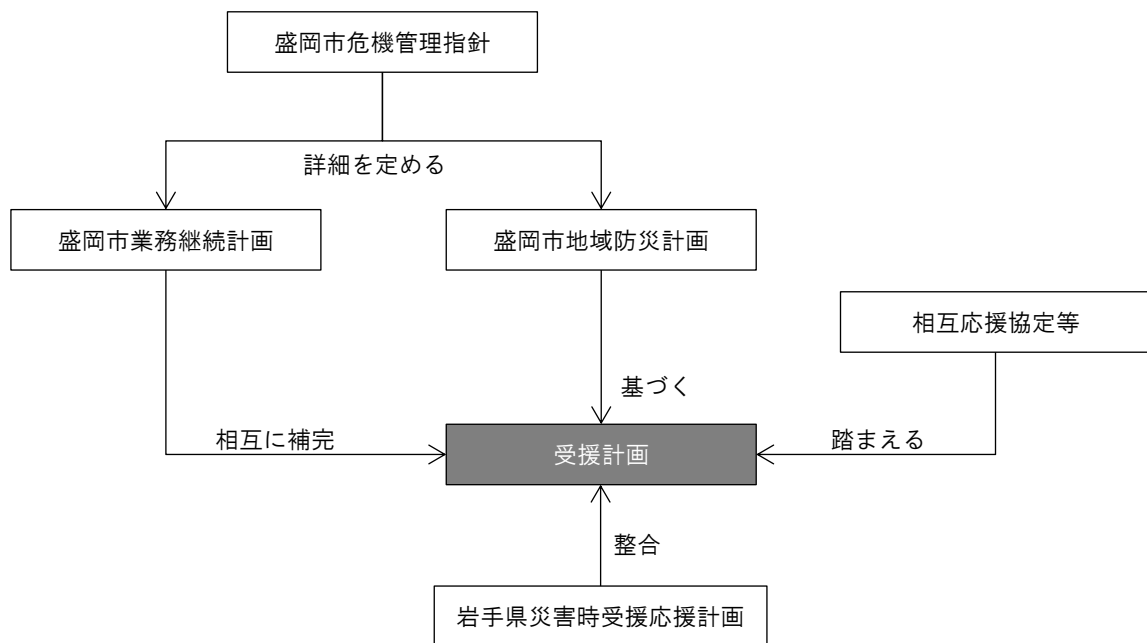 盛岡市危機管理指針
詳細を定める
盛岡市業務継続計画
盛岡市地域防災計画
相互応援協定等
基づく
相互に補完
受援計画
踏まえる
整合
岩手県災害時受援応援計画